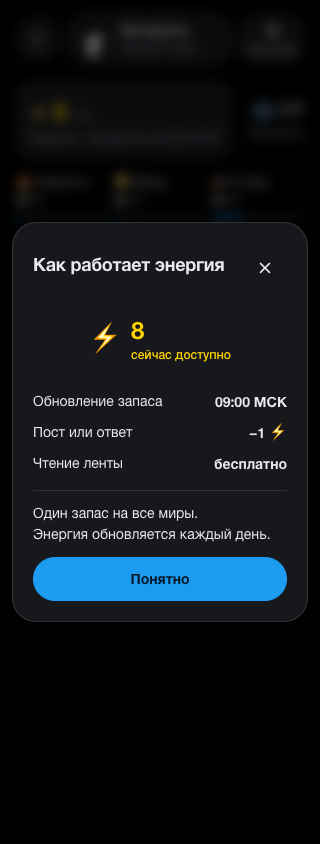 Как работает энергия
8
сейчас доступно
Обновление запаса 09:00 МСК
Пост или ответ −1
Чтение ленты бесплатно
Один запас на все миры.
Энергия обновляется каждый день.
Понятно